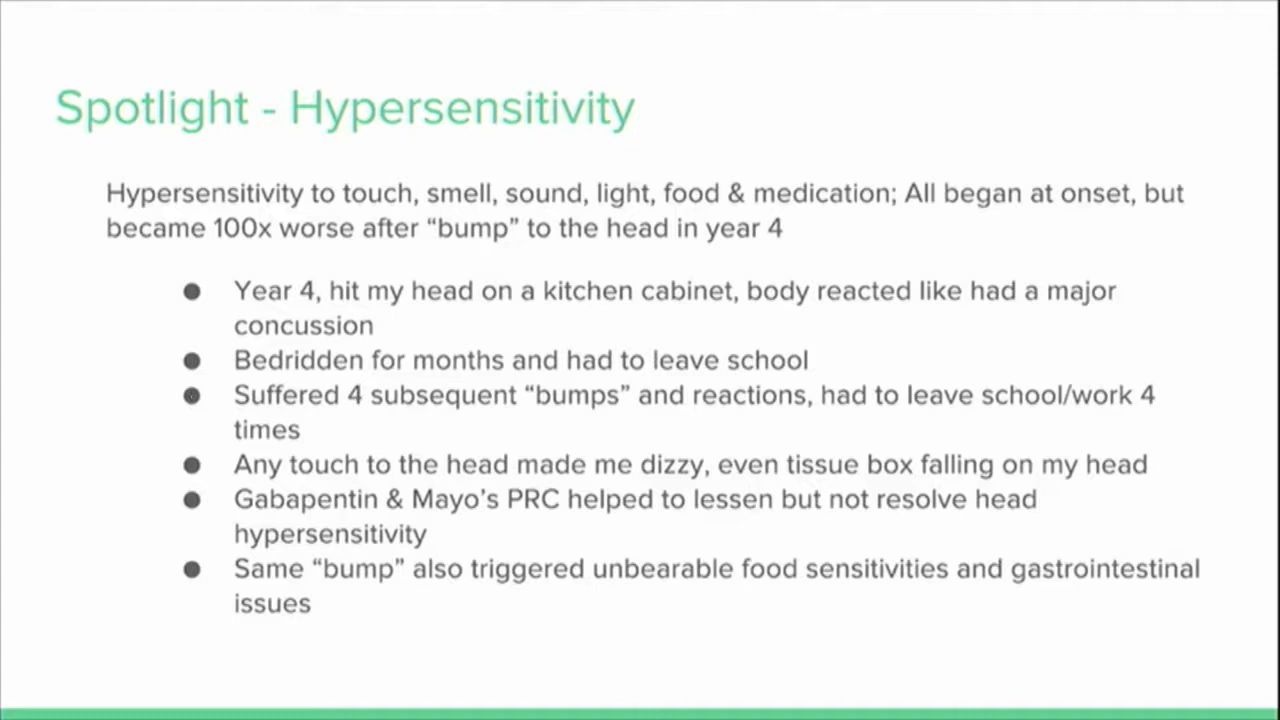 Spotlight - Hypersensitivity
Hypersensitivity to touch, smell, sound, light, food & medication; All began at onset, but
became 100x worse after “bump” to the head in year 4
● Year 4, hit my head on a kitchen cabinet, body reacted like had a major
concussion
● Bedridden for months and had to leave school
● Suffered 4 subsequent “bumps” and reactions, had to leave school/work 4
times
● Any touch to the head made me dizzy, even tissue box falling on my head
● Gabapentin & Mayo’s PRC helped to lessen but not resolve head
hypersensitivity
● Same “bump” also triggered unbearable food sensitivities and gastrointestinal
issues